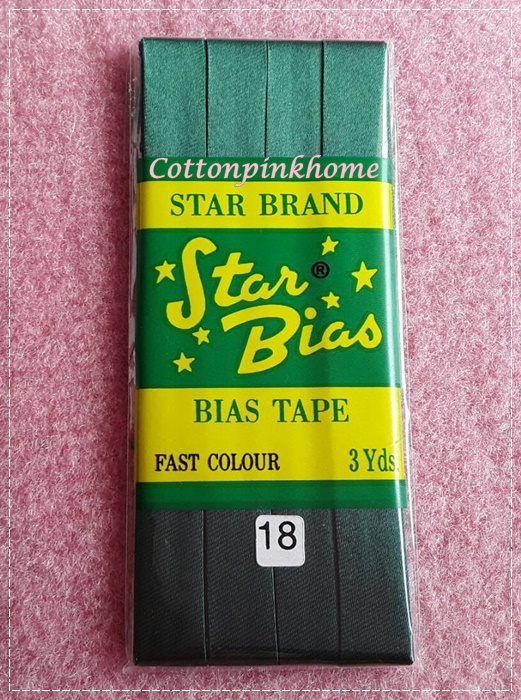 Cottonpinkhome
STAR BRAND
Star ®
Bias
BIAS TAPE
FAST COLOUR 3 Yds.
18